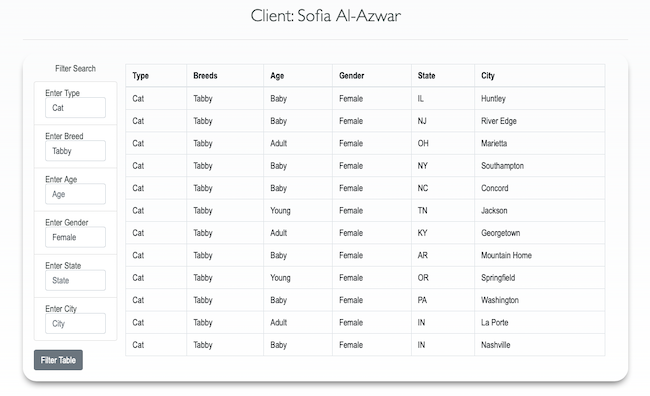 Client: Sofia Al-Azwar
Filter Search
Enter Type
Cat
Enter Breed
Tabby
Enter Age
Age
Enter Gender
Female
Enter State
State
Enter City
City
Filter Table
Type Breeds Age Gender State City
Cat Tabby Baby Female IL Huntley
Cat Tabby Baby Female NJ River Edge
Cat Tabby Adult Female OH Marietta
Cat Tabby Baby Female NY Southampton
Cat Tabby Baby Female NC Concord
Cat Tabby Young Female TN Jackson
Cat Tabby Adult Female KY Georgetown
Cat Tabby Baby Female AR Mountain Home
Cat Tabby Young Female OR Springfield
Cat Tabby Baby Female PA Washington
Cat Tabby Adult Female IN La Porte
Cat Tabby Baby Female IN Nashville